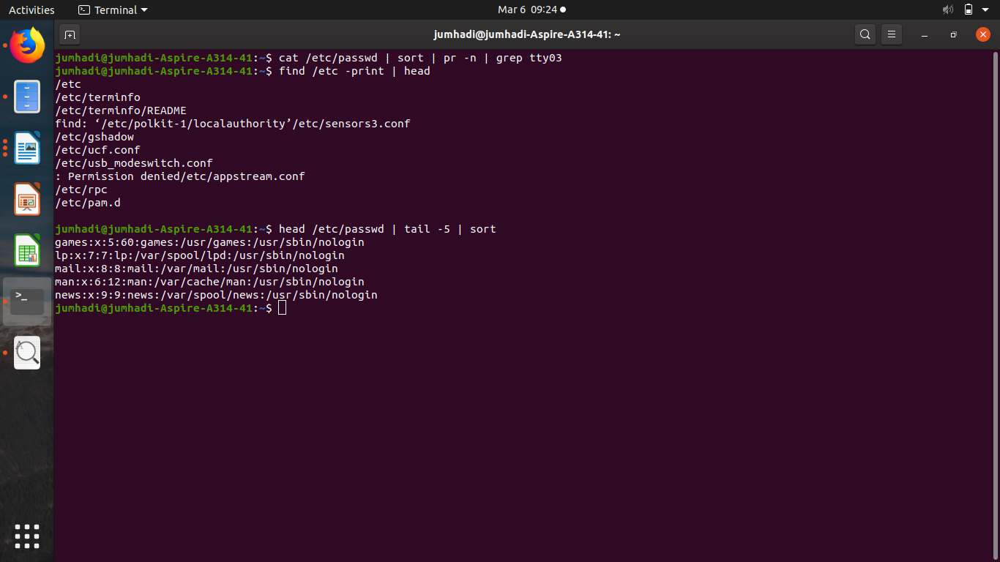 Activities Terminal Mar 6 09:24
jumhadi@jumhadi-Aspire-A314-41: ~
jumhadi@jumhadi-Aspire-A314-41:~$ cat /etc/passwd | sort | pr -n | grep tty03
jumhadi@jumhadi-Aspire-A314-41:~$ find /etc -print | head
/etc
/etc/terminfo
/etc/terminfo/README
find: ‘/etc/polkit-1/localauthority’/etc/sensors3.conf
/etc/gshadow
/etc/ucf.conf
/etc/usb_modeswitch.conf
: Permission denied/etc/appstream.conf
/etc/rpc
/etc/pam.d
jumhadi@jumhadi-Aspire-A314-41:~$ head /etc/passwd | tail -5 | sort
games:x:5:60:games:/usr/games:/usr/sbin/nologin
lp:x:7:7:lp:/var/spool/lpd:/usr/sbin/nologin
mail:x:8:8:mail:/var/mail:/usr/sbin/nologin
man:x:6:12:man:/var/cache/man:/usr/sbin/nologin
news:x:9:9:news:/var/spool/news:/usr/sbin/nologin
jumhadi@jumhadi-Aspire-A314-41:~$